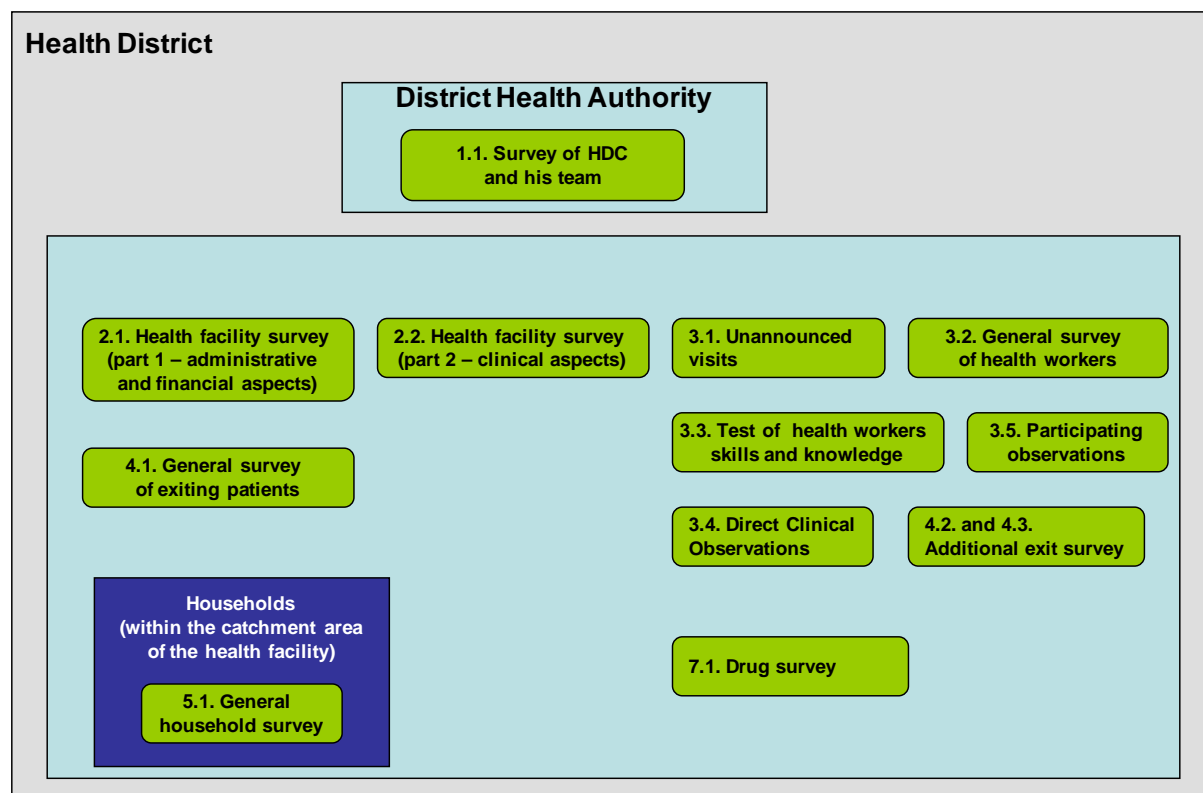 Health District
District Health Authority
1.1. Survey of HDC
and his team
2.1. Health facility survey
(part 1 – administrative
and financial aspects)
2.2. Health facility survey
(part 2 – clinical aspects)
3.1. Unannounced
visits
3.2. General survey
of health workers
3.3. Test of health workers
skills and knowledge
3.5. Participating
observations
4.1. General survey
of exiting patients
3.4. Direct Clinical
Observations
4.2. and 4.3.
Additional exit survey
Households
(within the catchment area
of the health facility)
5.1. General
household survey
7.1. Drug survey